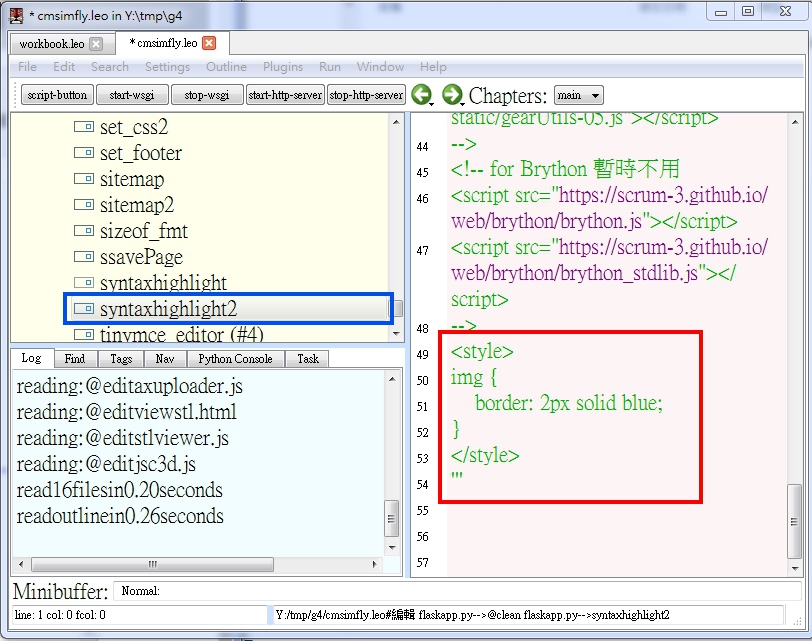 * cmsimfly.leo in Y:\tmp\g4
workbook.leo
* cmsimfly.leo
File Edit Search Settings Outline Plugins Run Window Help
script-button start-wsgi stop-wsgi start-http-server stop-http-server Chapters: main
set_css2
set_footer
sitemap
sitemap2
sizeof_fmt
ssavePage
syntaxhighlight
syntaxhighlight2
tinymce_editor (#4)
Log Find Tags Nav Python Console Task
reading:@editaxuploader.js
reading:@editviewstl.html
reading:@editstlviewer.js
reading:@editjsc3d.js
read16filesin0.20seconds
readoutlinein0.26seconds
static/gearUtils-05.js"></script>
44 -->
45 <!-- for Brython 暫時不用
46 <script src="https://scrum-3.github.io/
web/brython/brython.js"></script>
47 <script src="https://scrum-3.github.io/
web/brython/brython_stdlib.js"></
script>
48 -->
49 <style>
50 img {
51 border: 2px solid blue;
52 }
53 </style>
54 '''
55
56
57
Minibuffer: Normal:
line: 1 col: 0 fcol: 0
Y:/tmp/g4/cmsimfly.leo#編輯 flaskapp.py-->@clean flaskapp.py-->syntaxhighlight2